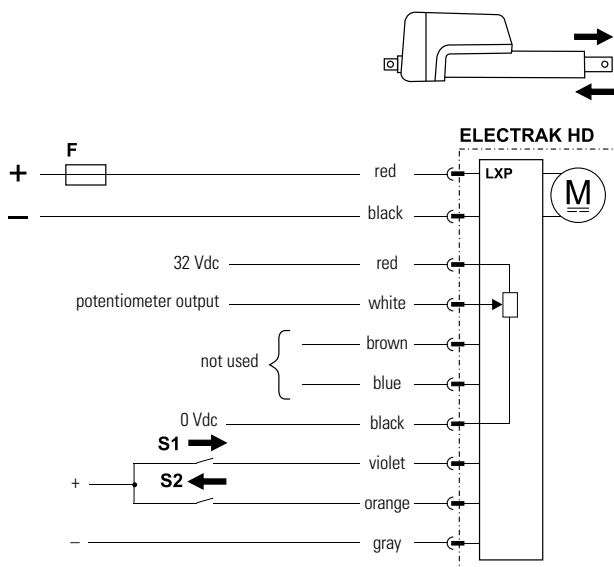 ELECTRAK HD
F
+ red LXP
M
– black
32 Vdc red
potentiometer output white
brown
not used
blue
0 Vdc black
S1
violet
+ S2
orange
– gray